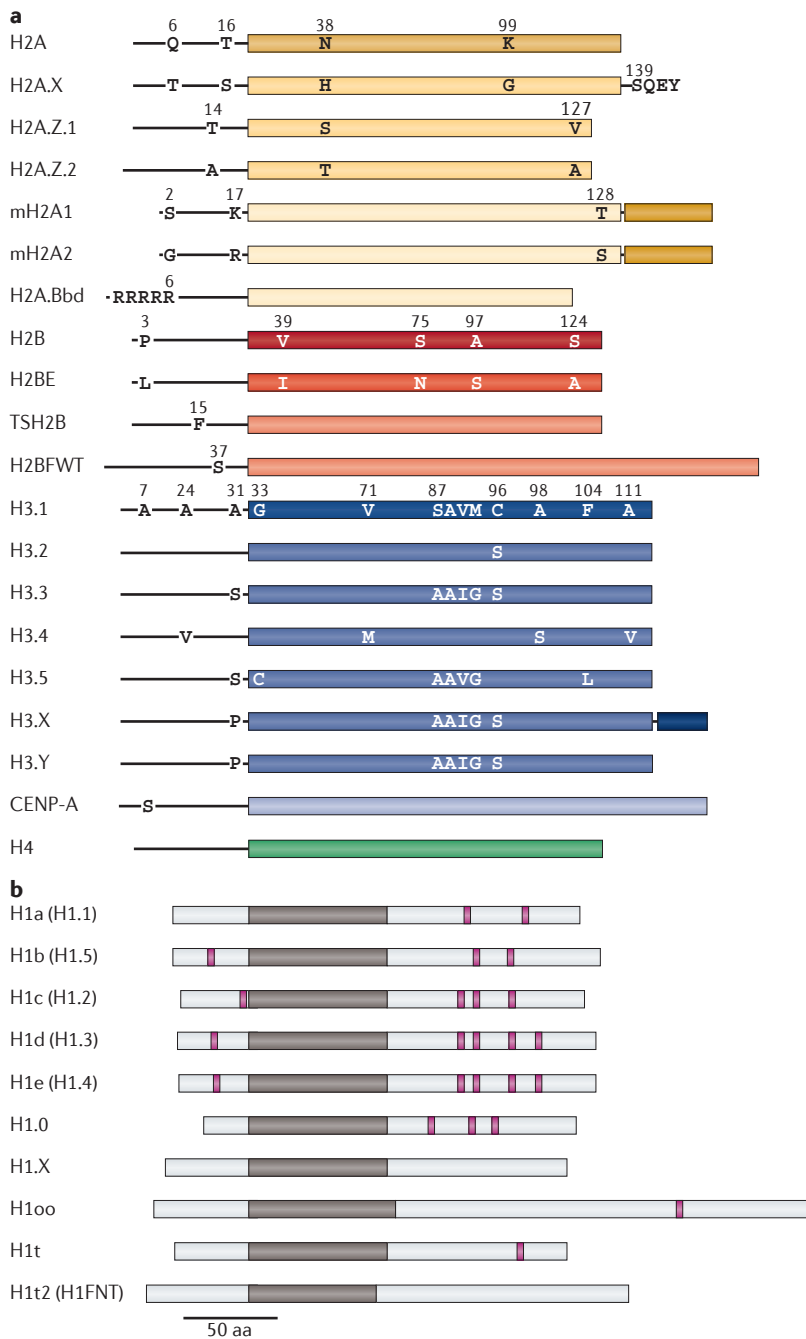 a
6 16 38 99
H2A Q T N K
139
H2A.X T S H G SQEY
14 127
H2A.Z.1 T S V
H2A.Z.2 A T A
2 17 128
mH2A1 S K T
mH2A2 G R S
6
H2A.Bbd RRRRR
3 39 75 97 124
H2B P V S A S
H2BE L I N S A
15
TSH2B F
37
H2BFWT S
7 24 31 33 71 87 96 98 104 111
H3.1 A A A G V SAVM C A F A
H3.2 S
H3.3 S AAIG S
H3.4 V M S V
H3.5 S C AAVG L
H3.X P AAIG S
H3.Y P AAIG S
CENP-A S
H4
b
H1a (H1.1)
H1b (H1.5)
H1c (H1.2)
H1d (H1.3)
H1e (H1.4)
H1.0
H1.X
H1oo
H1t
H1t2 (H1FNT)
50 aa